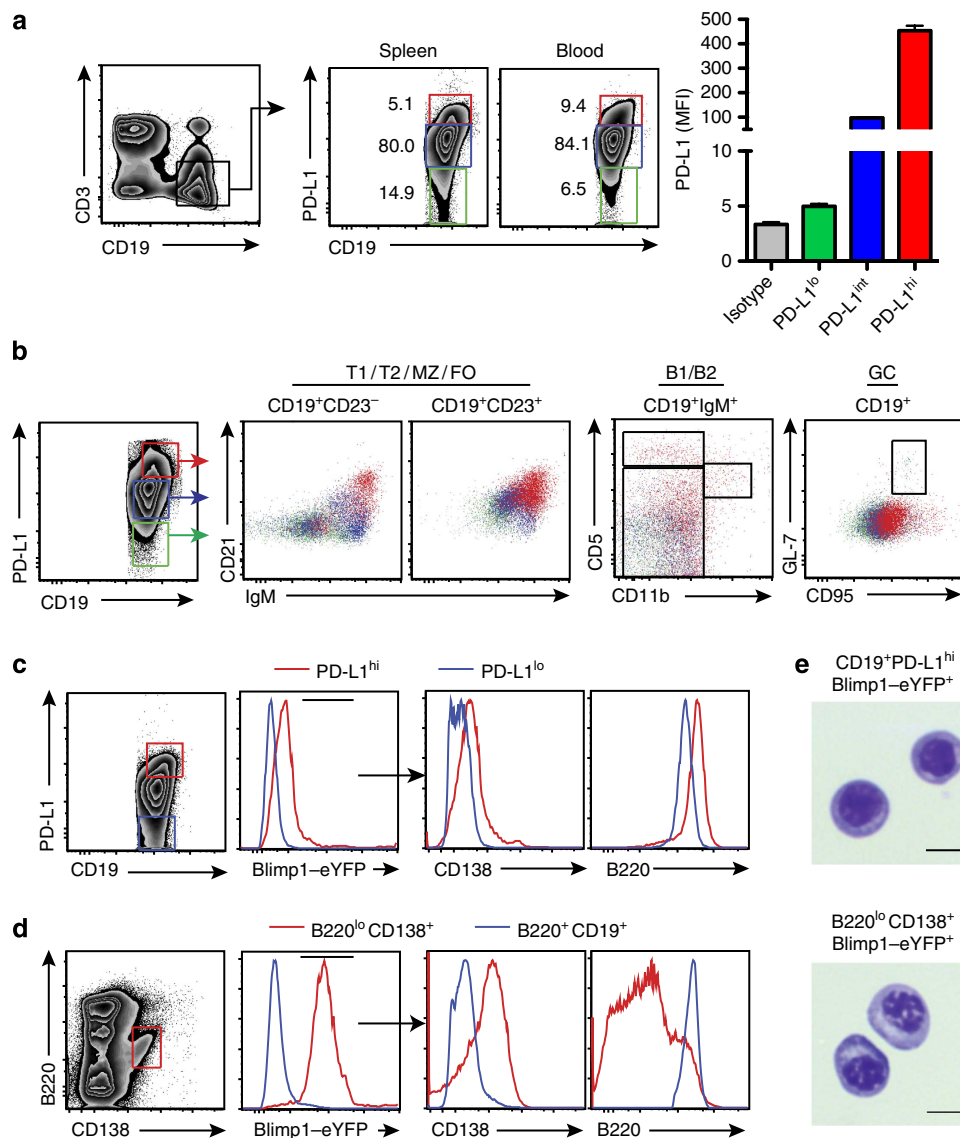 a
Spleen
Blood
CD3
CD19
PD-L1
5.1
80.0
14.9
9.4
84.1
6.5
CD19
PD-L1 (MFI)
500
400
300
200
100
10
5
0
Isotype
PD-L1ˡᵒ
PD-L1ⁱⁿᵗ
PD-L1ʰⁱ
b
T1/T2/MZ/FO
B1/B2
GC
CD19⁺CD23⁻
CD19⁺CD23⁺
CD19⁺IgM⁺
CD19⁺
PD-L1
CD19
CD21
IgM
CD5
CD11b
GL-7
CD95
c
PD-L1ʰⁱ
PD-L1ˡᵒ
PD-L1
CD19
Blimp1–eYFP
CD138
B220
d
B220ˡᵒ CD138⁺
B220⁺ CD19⁺
B220
CD138
Blimp1–eYFP
CD138
B220
e
CD19⁺PD-L1ʰⁱ
Blimp1–eYFP⁺
B220ˡᵒ CD138⁺
Blimp1–eYFP⁺